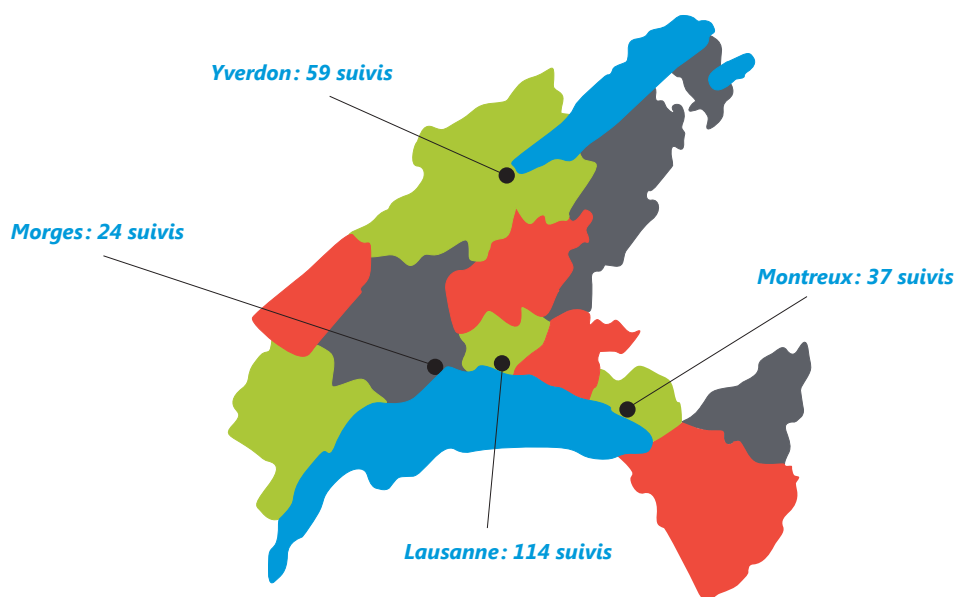 Yverdon: 59 suivis
Morges: 24 suivis
Montreux: 37 suivis
Lausanne: 114 suivis